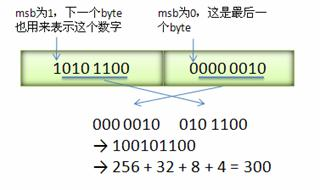 msb为1，下一个byte
也用来表示这个数字
msb为0，这是最后一
个byte
1010 1100
0000 0010
000 0010 010 1100
→ 100101100
→ 256 + 32 + 8 + 4 = 300